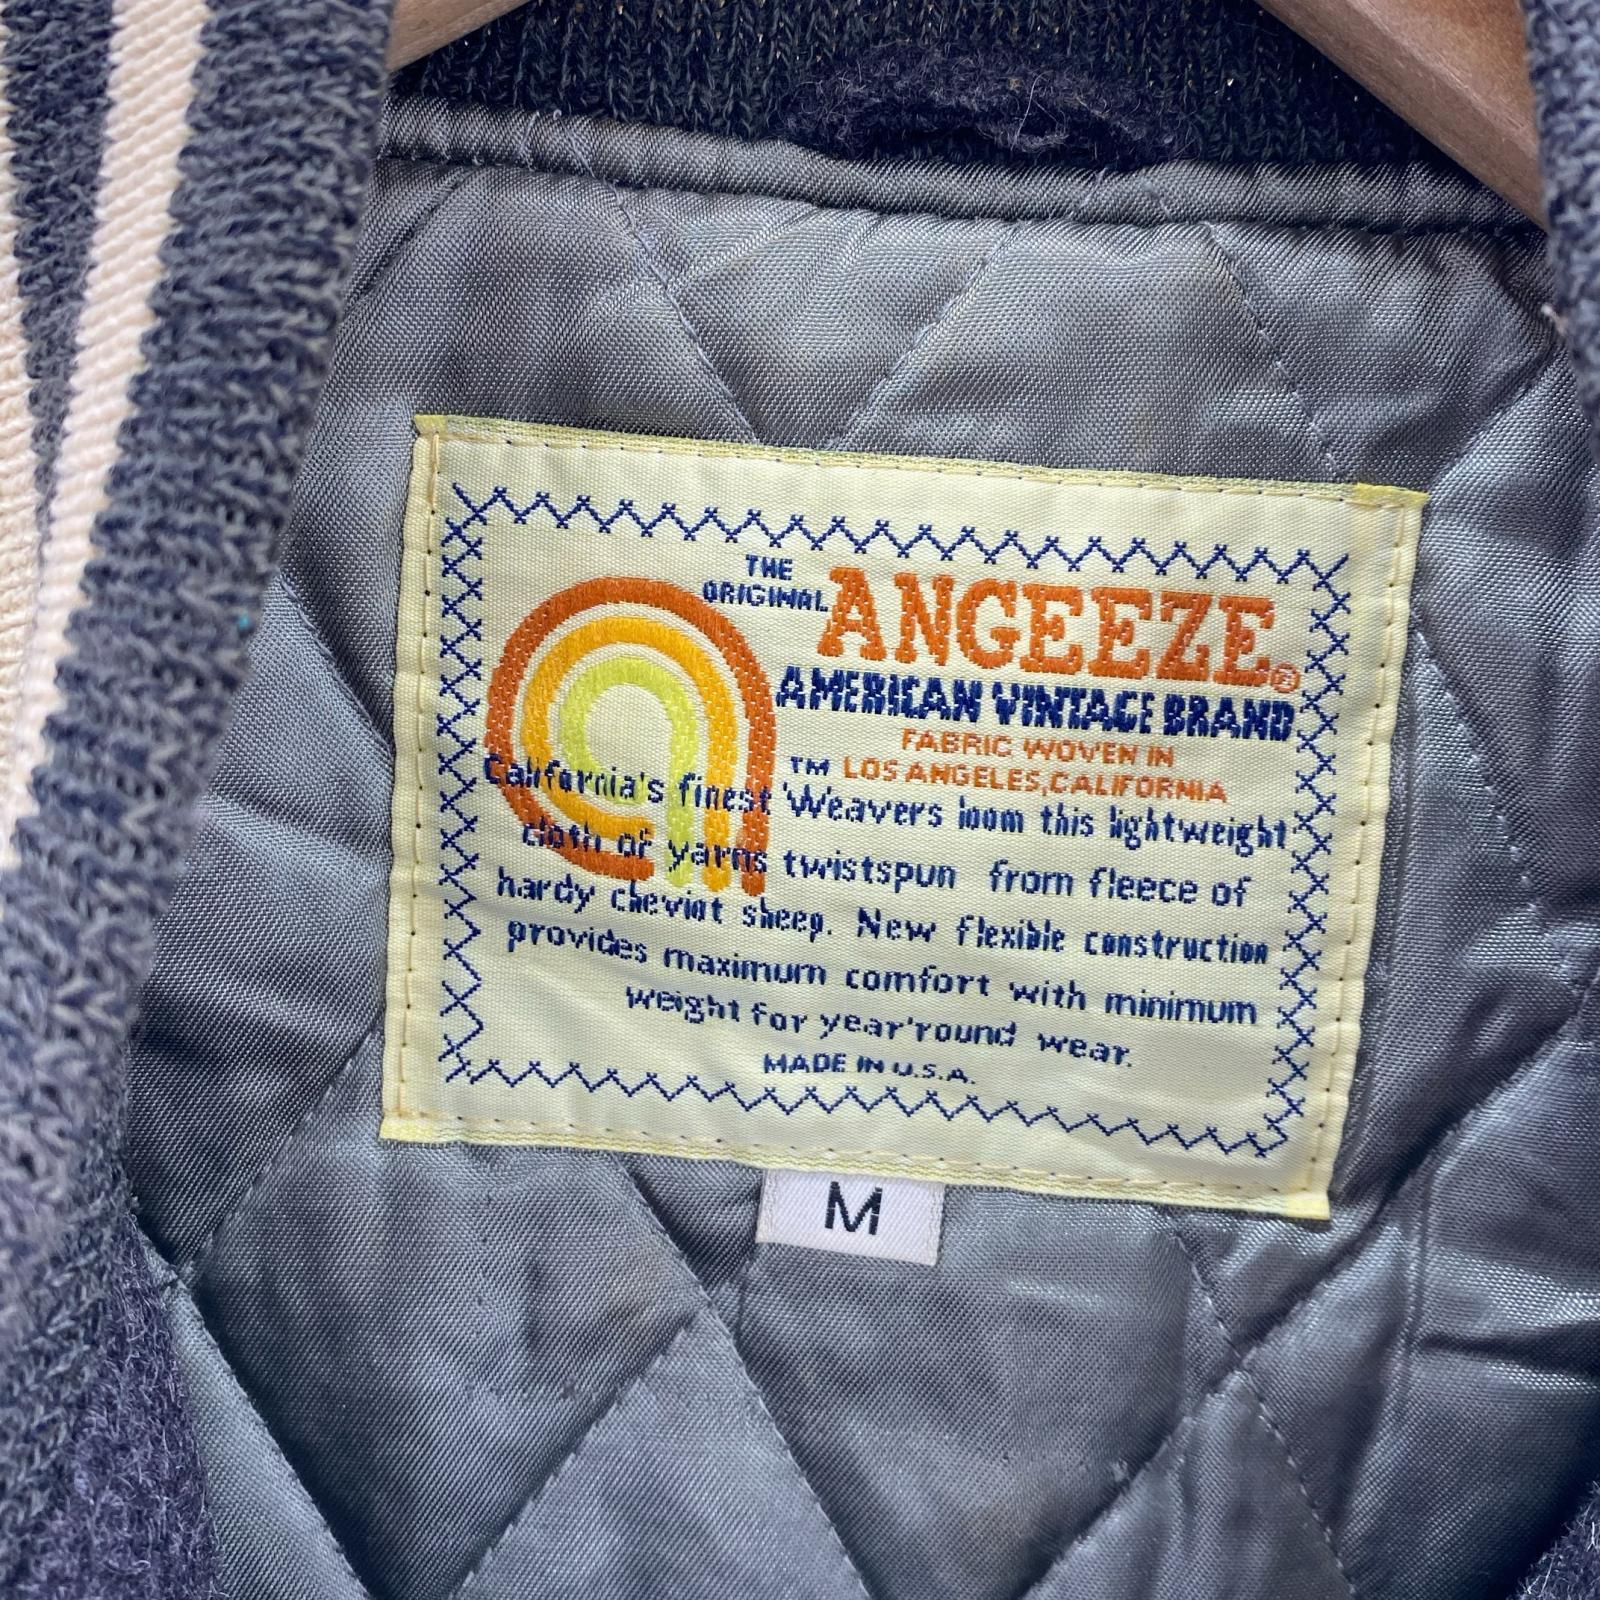 THE
ORIGINAL
ANGEEZE®
AMERICAN VINTAGE BRAND
FABRIC WOVEN IN
TM LOS ANGELES, CALIFORNIA
California's finest Weavers loom this lightweight
cloth of yarns twistspun from fleece of
hardy cheviot sheep. New flexible construction
provides maximum comfort with minimum
weight for year'round wear.
MADE IN U.S.A.
M